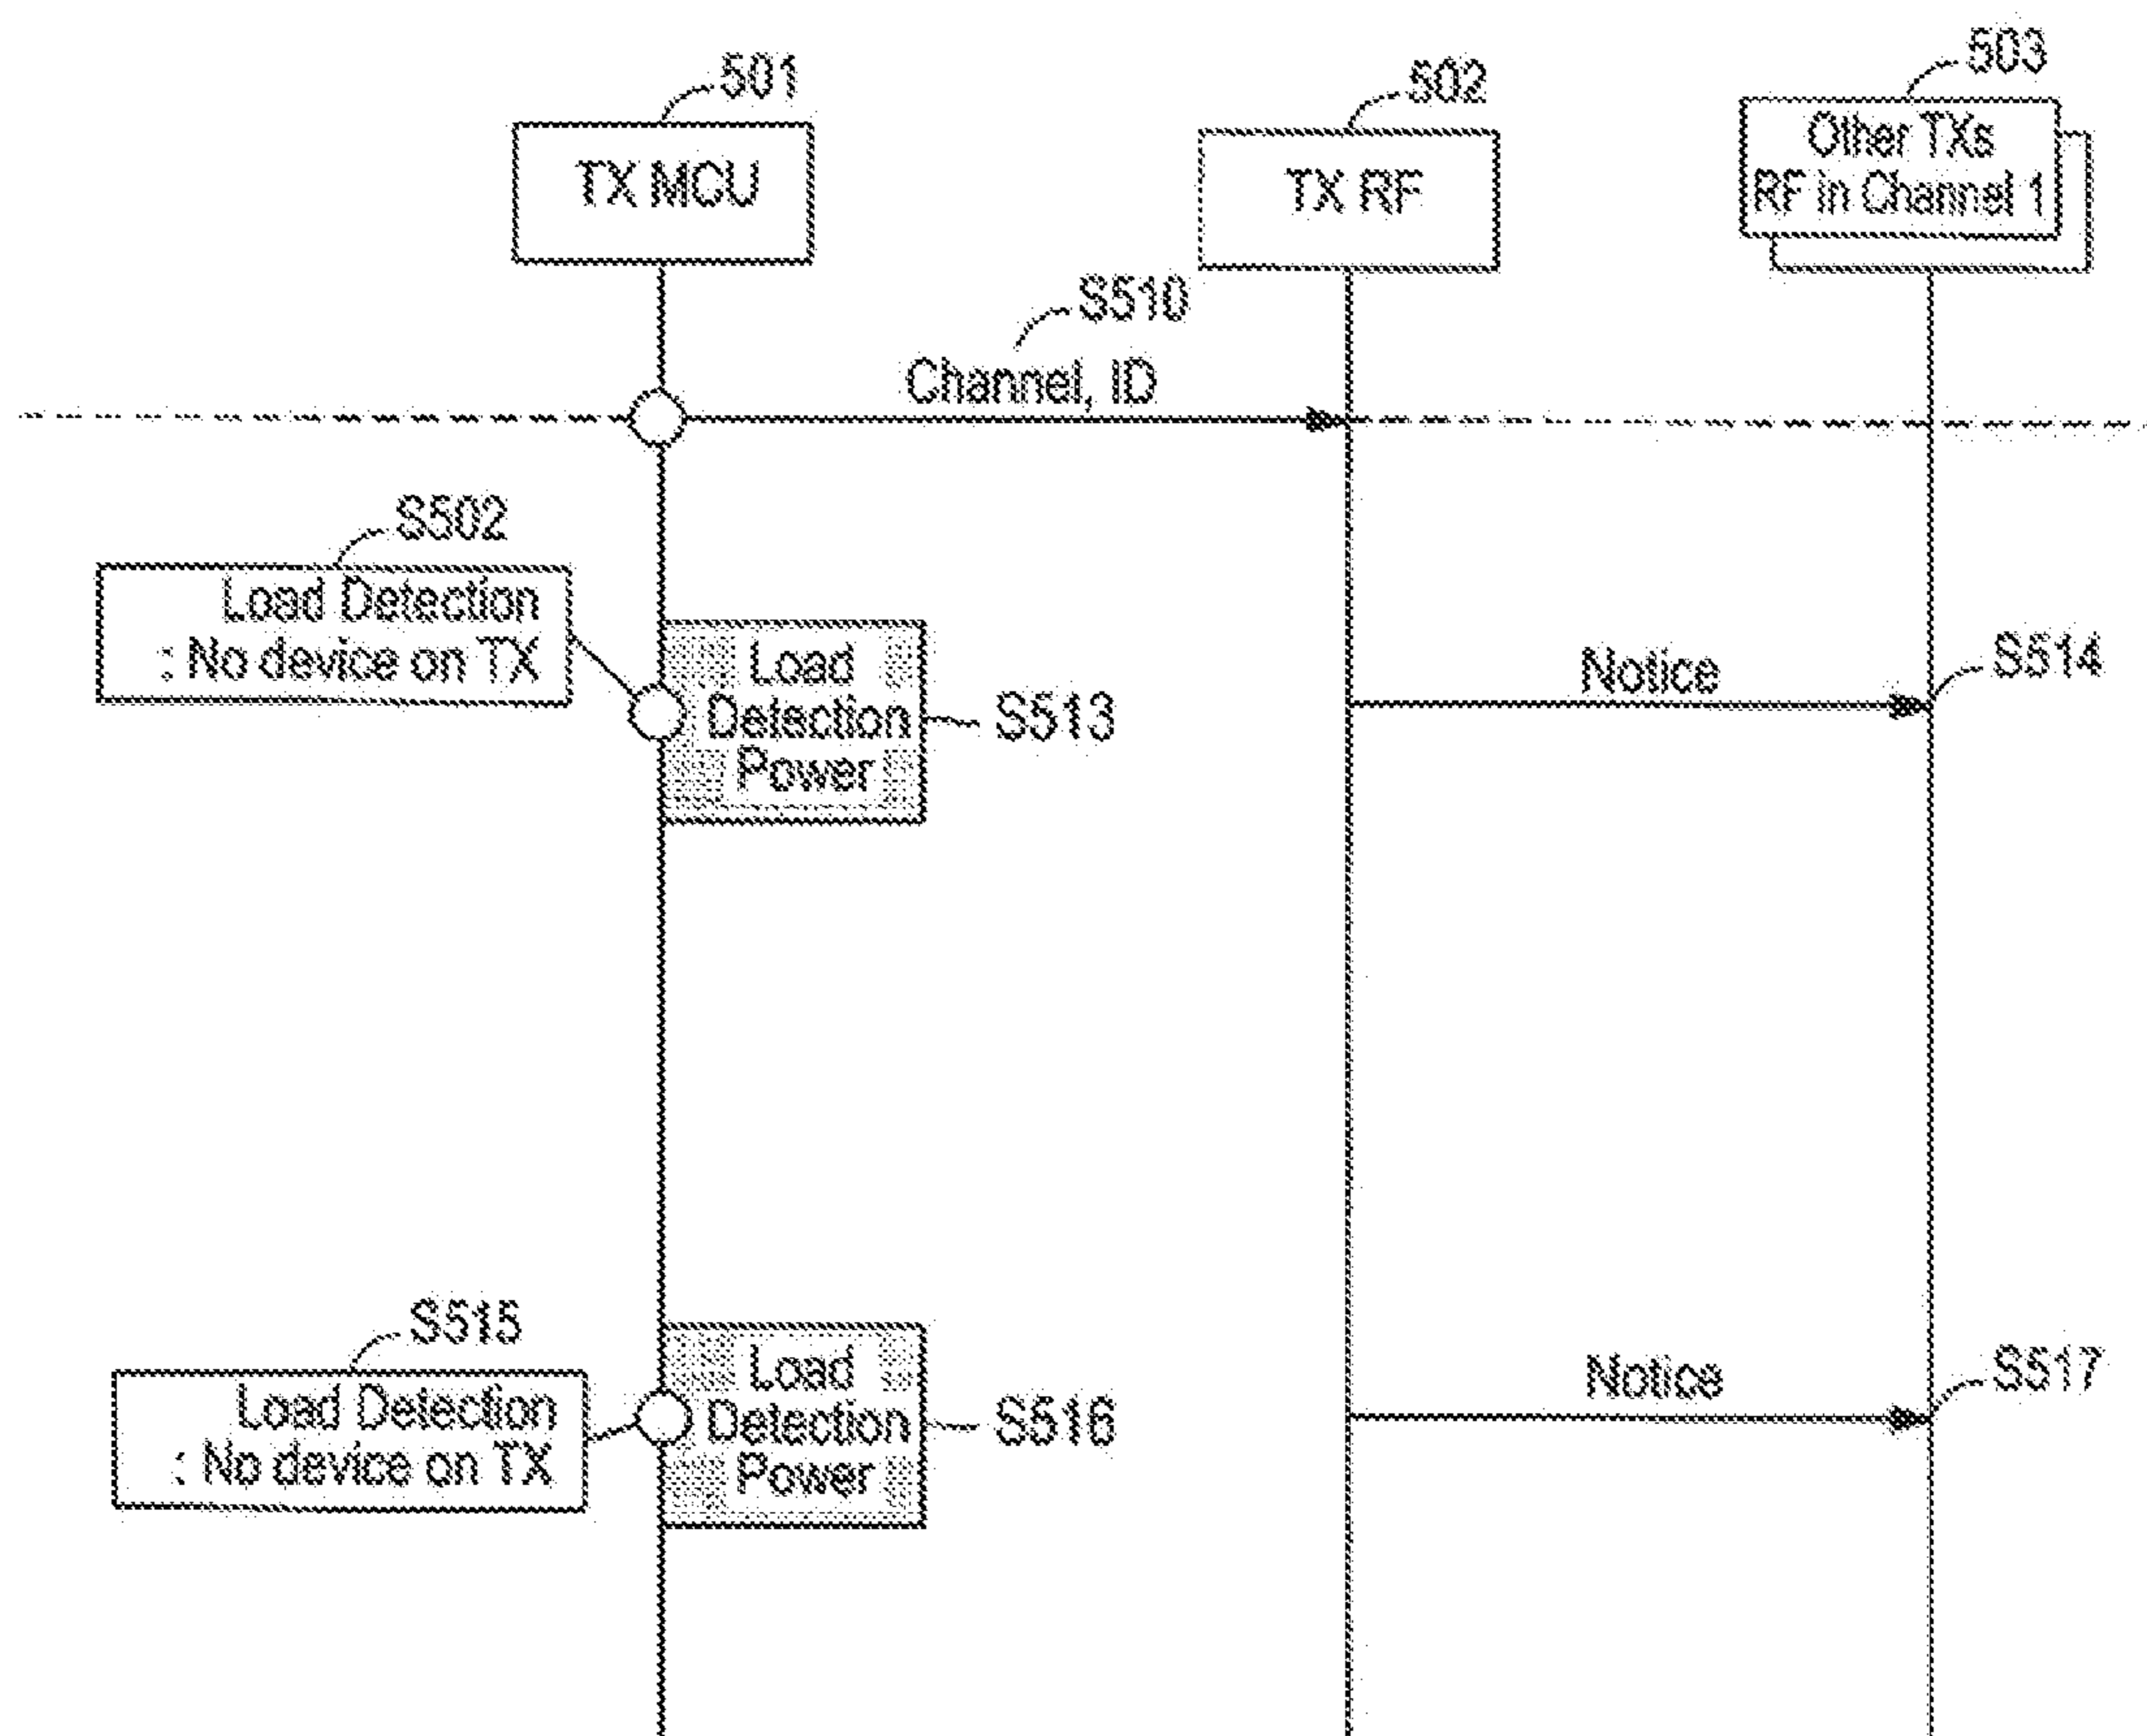 501
502
503
TX MCU
TX RF
Other TXs
RF in Channel 1
S510
Channel, ID
S502
Load Detection
: No device on TX
Load
Detection
Power
S513
Notice
S514
S515
Load Detection
: No device on TX
Load
Detection
Power
S516
Notice
S517